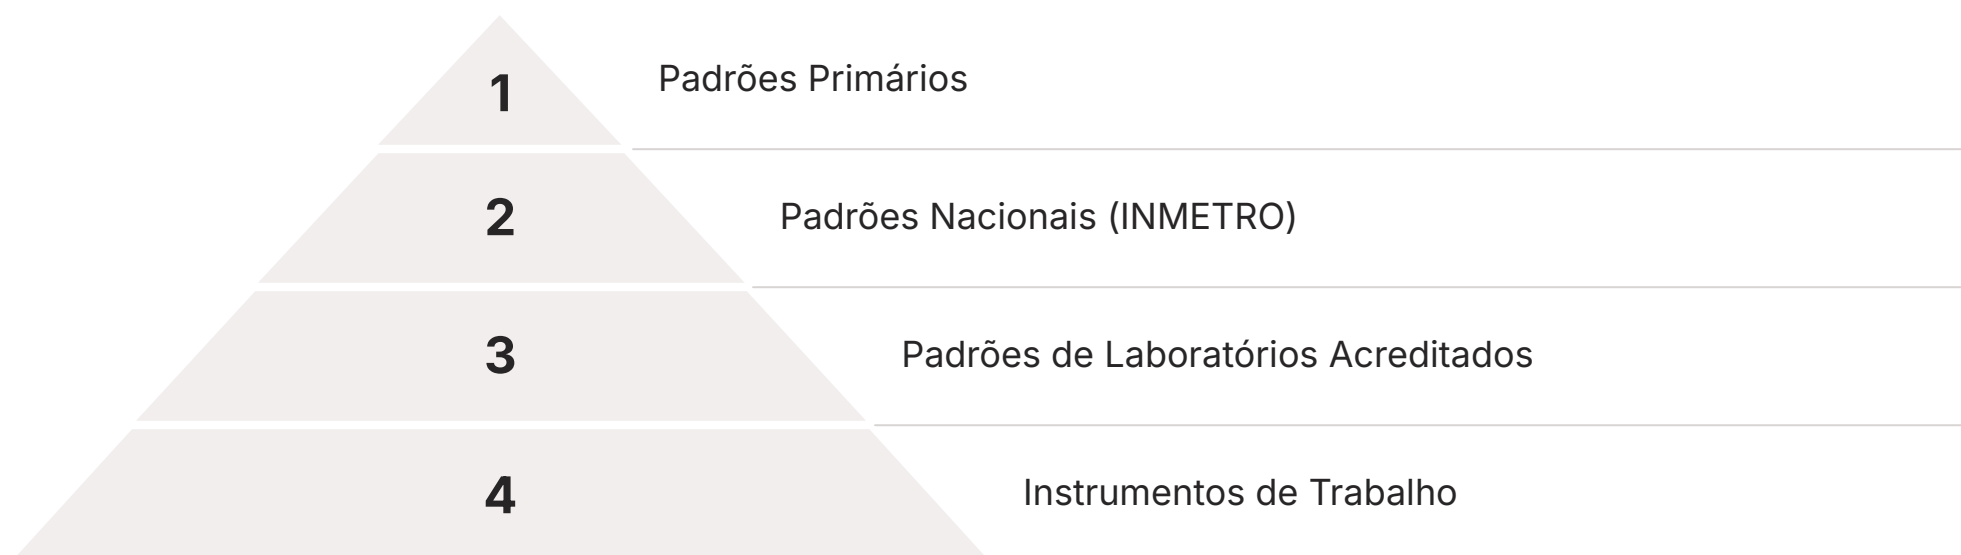 1
Padrões Primários
2
Padrões Nacionais (INMETRO)
3
Padrões de Laboratórios Acreditados
4
Instrumentos de Trabalho